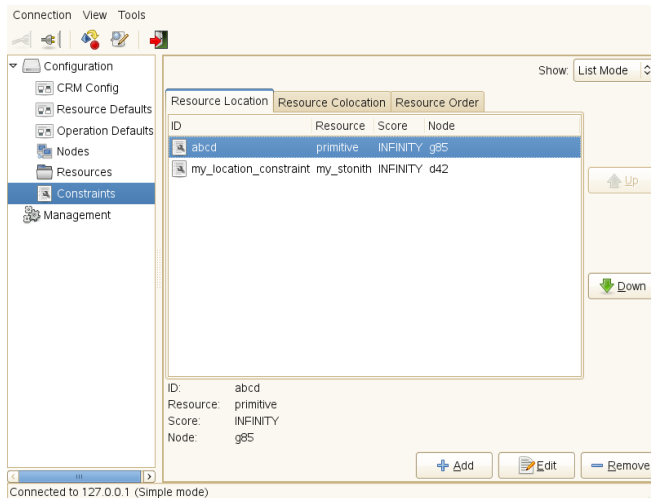 Connection View Tools
Configuration
CRM Config
Resource Defaults
Operation Defaults
Nodes
Resources
Constraints
Management
Show: List Mode
Resource Location Resource Colocation Resource Order
ID Resource Score Node
abcd primitive INFINITY g85
my_location_constraint my_stonith INFINITY d42
Up
Down
ID: abcd
Resource: primitive
Score: INFINITY
Node: g85
Add Edit Remove
Connected to 127.0.0.1 (Simple mode)